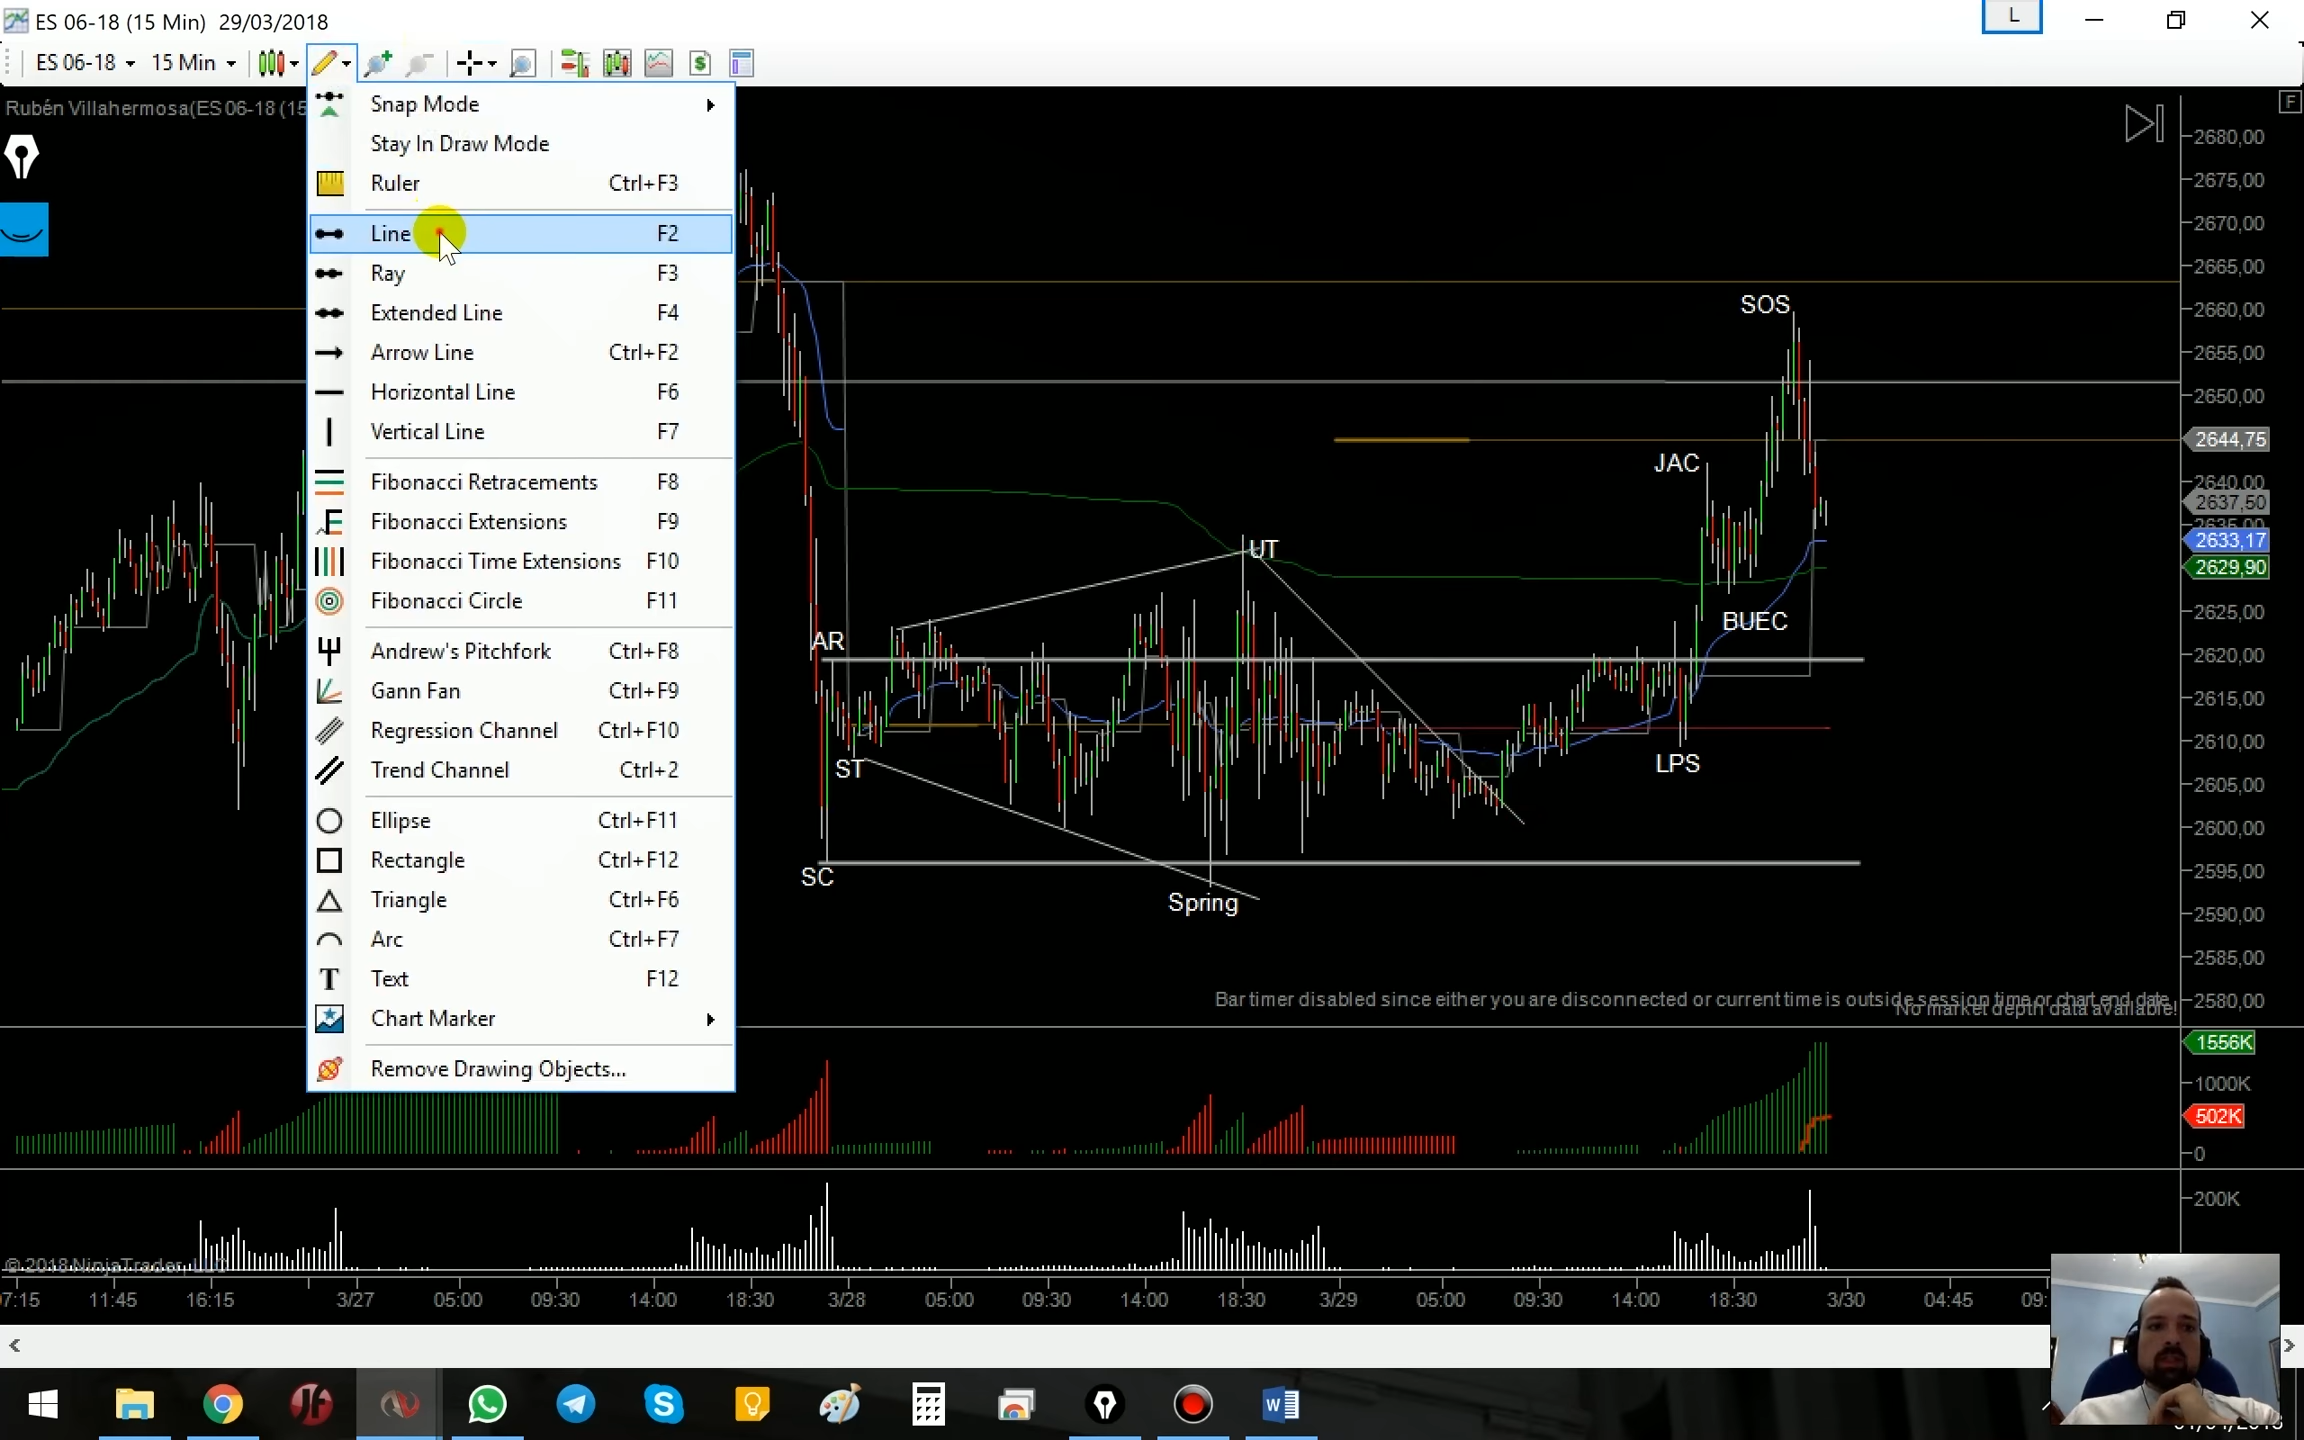 ES 06-18 (15 Min) 29/03/2018
L
ES 06-18
15 Min
Rubén Villahermosa(ES 06-18 (15
F
Snap Mode
Stay In Draw Mode
Ruler Ctrl+F3
Line F2
Ray F3
Extended Line F4
Arrow Line Ctrl+F2
Horizontal Line F6
Vertical Line F7
Fibonacci Retracements F8
Fibonacci Extensions F9
Fibonacci Time Extensions F10
Fibonacci Circle F11
Andrew's Pitchfork Ctrl+F8
Gann Fan Ctrl+F9
Regression Channel Ctrl+F10
Trend Channel Ctrl+2
Ellipse Ctrl+F11
Rectangle Ctrl+F12
Triangle Ctrl+F6
Arc Ctrl+F7
Text F12
Chart Marker
Remove Drawing Objects...
SOS
JAC
UT
BUEC
AR
LPS
ST
SC
Spring
2680,00
2675,00
2670,00
2665,00
2660,00
2655,00
2650,00
2644,75
2640,00
2637,50
2635,00
2633,17
2629,90
2625,00
2620,00
2615,00
2610,00
2605,00
2600,00
2595,00
2590,00
2585,00
2580,00
Bar timer disabled since either you are disconnected or current time is outside session time or chart end date
No market depth data available!
1556K
1000K
502K
0
200K
© 2018 NinjaTrader, LLC
7:15 11:45 16:15 3/27 05:00 09:30 14:00 18:30 3/28 05:00 09:30 14:00 18:30 3/29 05:00 09:30 14:00 18:30 3/30 04:45 09: